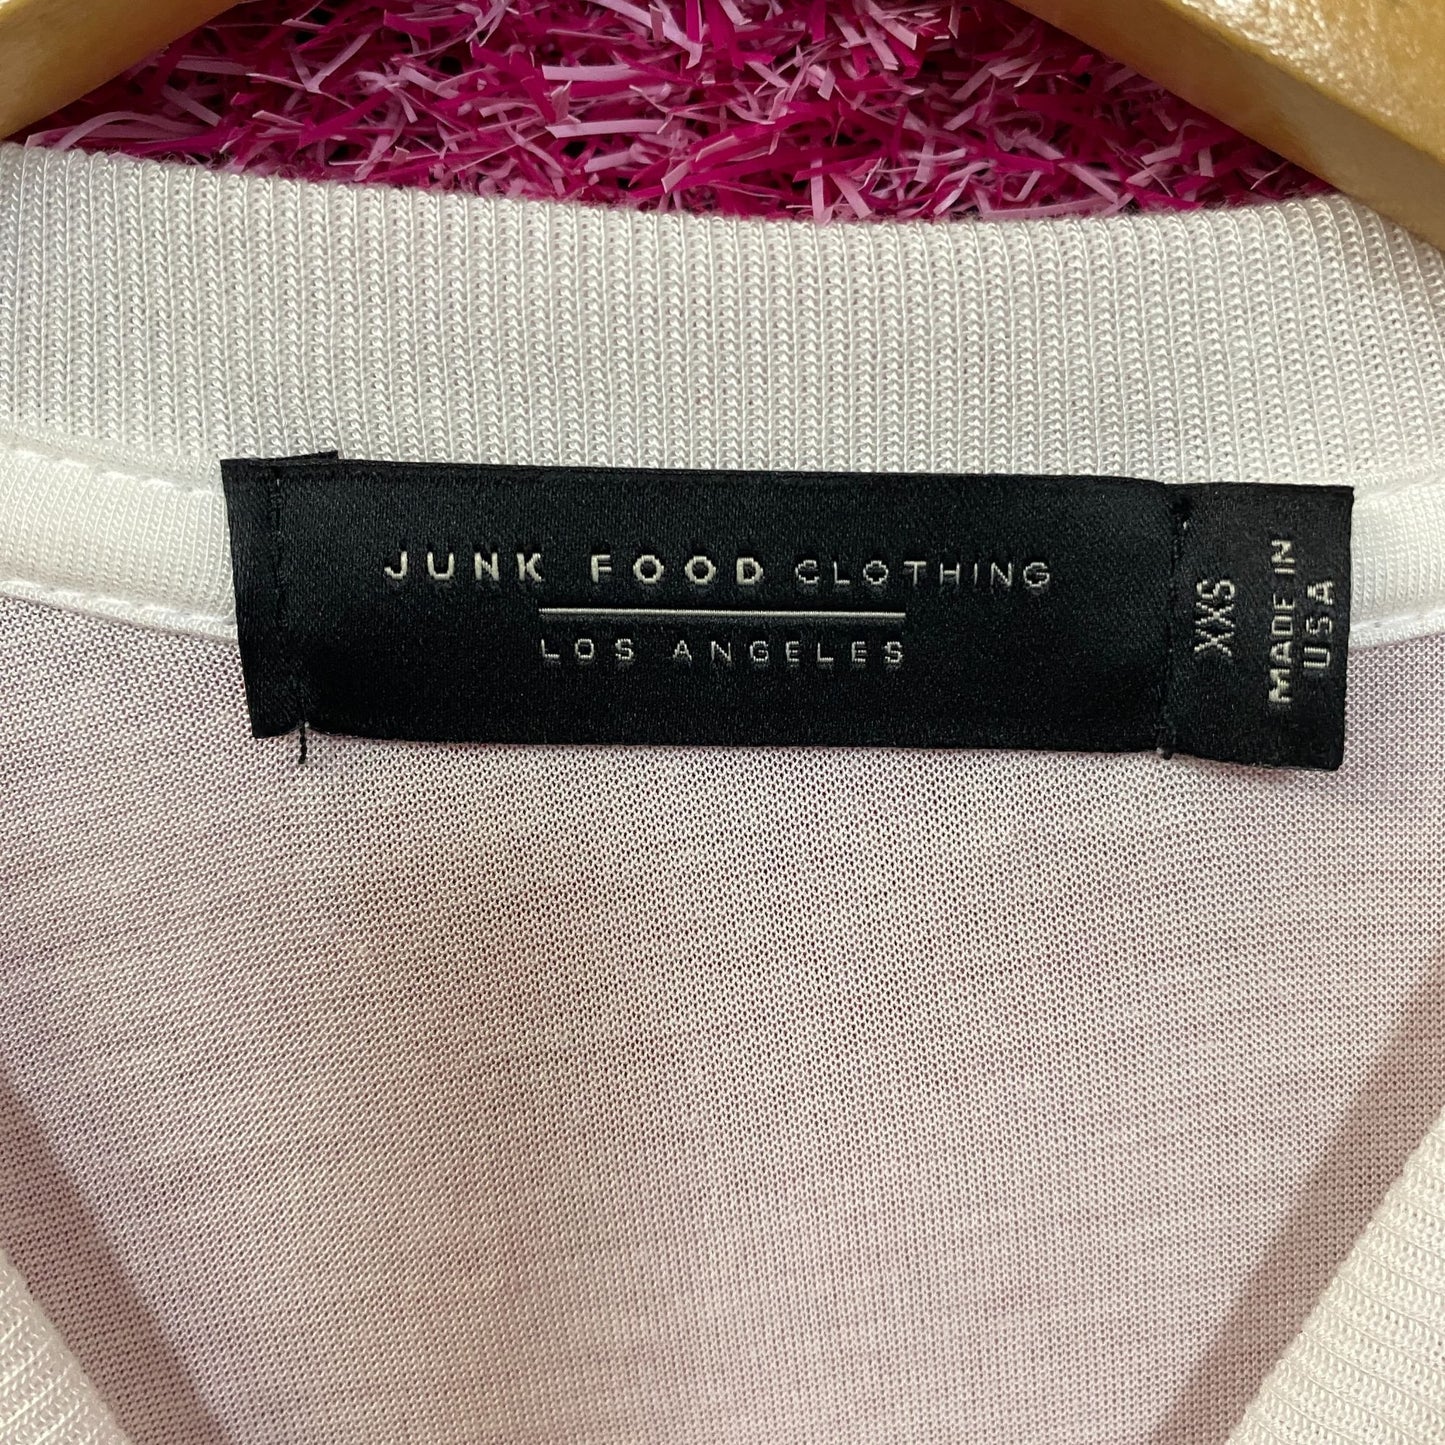 JUNK FOOD CLOTHING
LOS ANGELES
XXS
MADE IN
USA